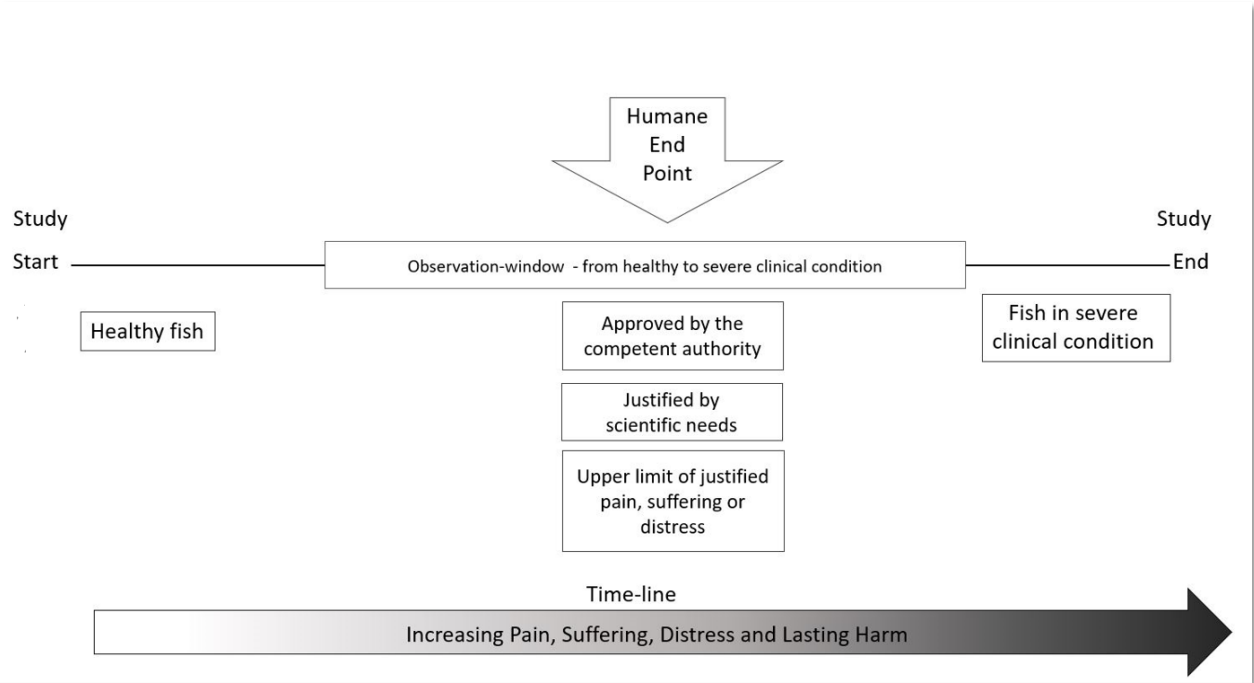 Humane
End
Point
Study
Start
Study
End
Observation-window - from healthy to severe clinical condition
Healthy fish
Approved by the
competent authority
Fish in severe
clinical condition
Justified by
scientific needs
Upper limit of justified
pain, suffering or
distress
Time-line
Increasing Pain, Suffering, Distress and Lasting Harm